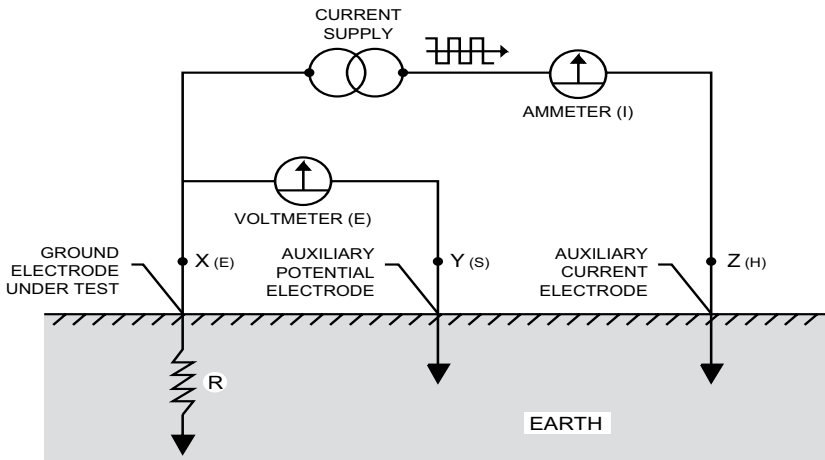 CURRENT
SUPPLY
AMMETER (I)
VOLTMETER (E)
GROUND
ELECTRODE
UNDER TEST
X (E)
AUXILIARY
POTENTIAL
ELECTRODE
Y (S)
AUXILIARY
CURRENT
ELECTRODE
Z (H)
R
EARTH